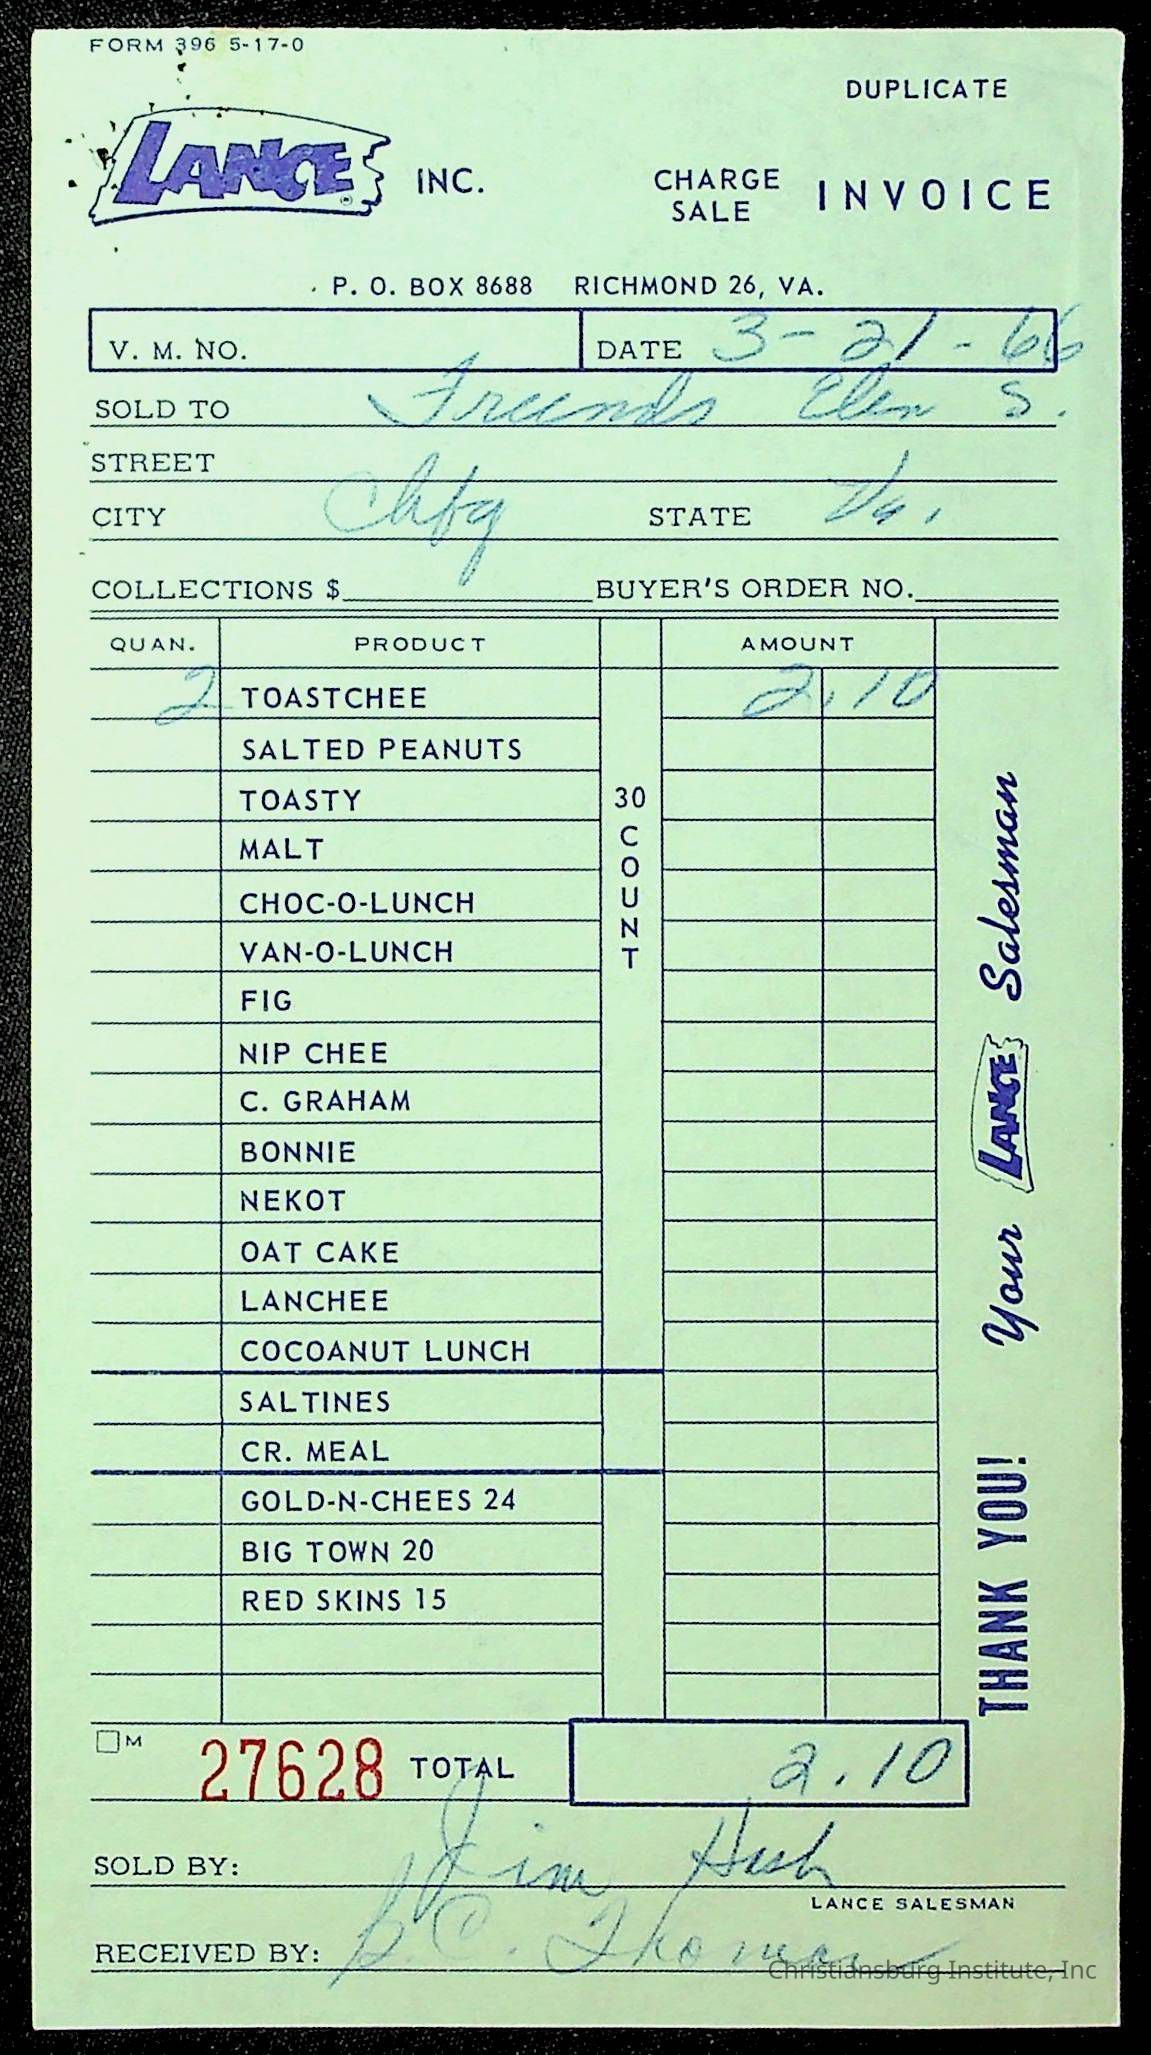 FORM 396 5-17-0
DUPLICATE
LANCE ® INC.
CHARGE SALE INVOICE
P. O. BOX 8688 RICHMOND 26, VA.
V. M. NO. DATE 3-21-66
SOLD TO Friends Elem S.
STREET
CITY Chbg STATE Va.
COLLECTIONS $ BUYER'S ORDER NO.
QUAN. PRODUCT AMOUNT
2 TOASTCHEE 2.10
SALTED PEANUTS
TOASTY
MALT
CHOC-O-LUNCH
VAN-O-LUNCH
FIG
NIP CHEE
C. GRAHAM
BONNIE
NEKOT
OAT CAKE
LANCHEE
COCOANUT LUNCH
30 COUNT
SALTINES
CR. MEAL
GOLD-N-CHEES 24
BIG TOWN 20
RED SKINS 15
THANK YOU! Your LANCE Salesman
M 27628 TOTAL 2.10
SOLD BY: Jim Hash
LANCE SALESMAN
RECEIVED BY: S.C. Thomas
Christiansburg Institute, Inc